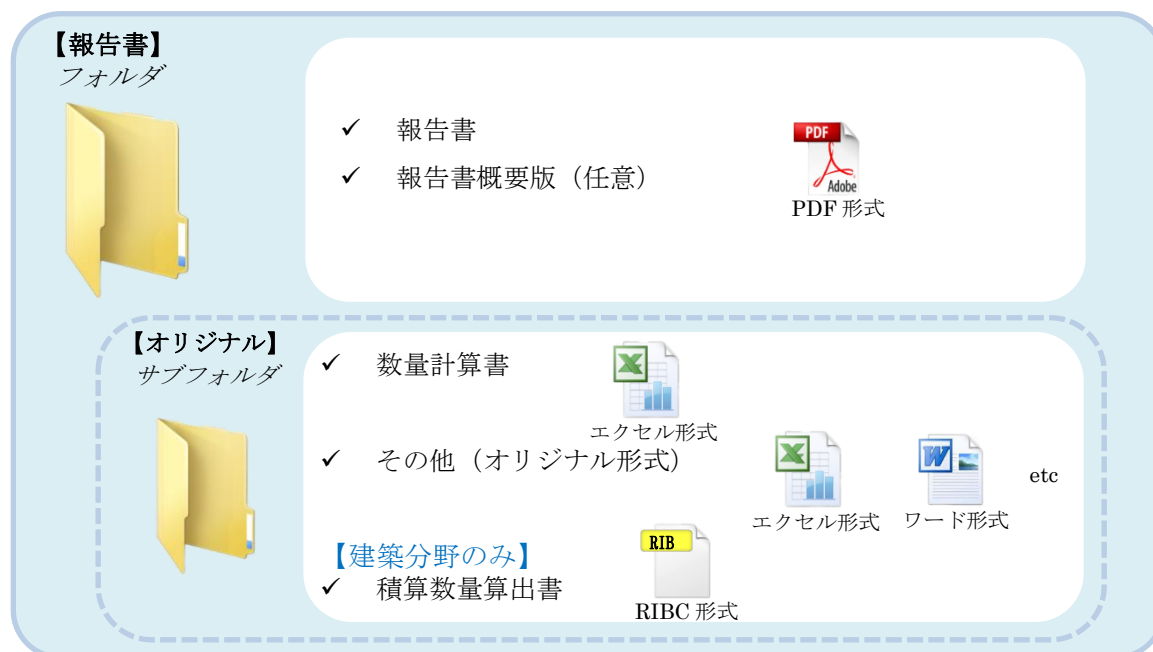 【報告書】
フォルダ
✓ 報告書
✓ 報告書概要版（任意）
PDF
Adobe
PDF 形式
【オリジナル】
サブフォルダ
✓ 数量計算書
エクセル形式
✓ その他（オリジナル形式）
エクセル形式
ワード形式
etc
【建築分野のみ】
✓ 積算数量算出書
RIB
RIBC 形式